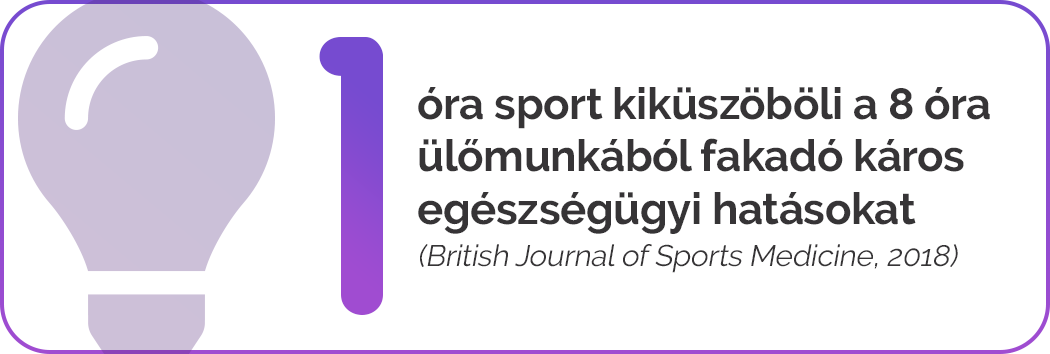 1
óra sport kiküszöböli a 8 óra
ülőmunkából fakadó káros
egészségügyi hatásokat
(British Journal of Sports Medicine, 2018)